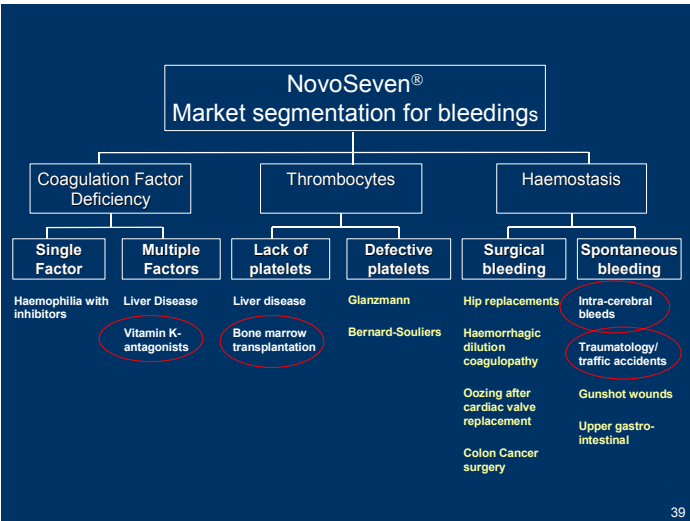 NovoSeven®
Market segmentation for bleedings
Coagulation Factor
Deficiency
Thrombocytes
Haemostasis
Single
Factor
Multiple
Factors
Lack of
platelets
Defective
platelets
Surgical
bleeding
Spontaneous
bleeding
Haemophilia with
inhibitors
Liver Disease
Vitamin K-
antagonists
Liver disease
Bone marrow
transplantation
Glanzmann
Bernard-Souliers
Hip replacements
Haemorrhagic
dilution
coagulopathy
Oozing after
cardiac valve
replacement
Colon Cancer
surgery
Intra-cerebral
bleeds
Traumatology/
traffic accidents
Gunshot wounds
Upper gastro-
intestinal
39